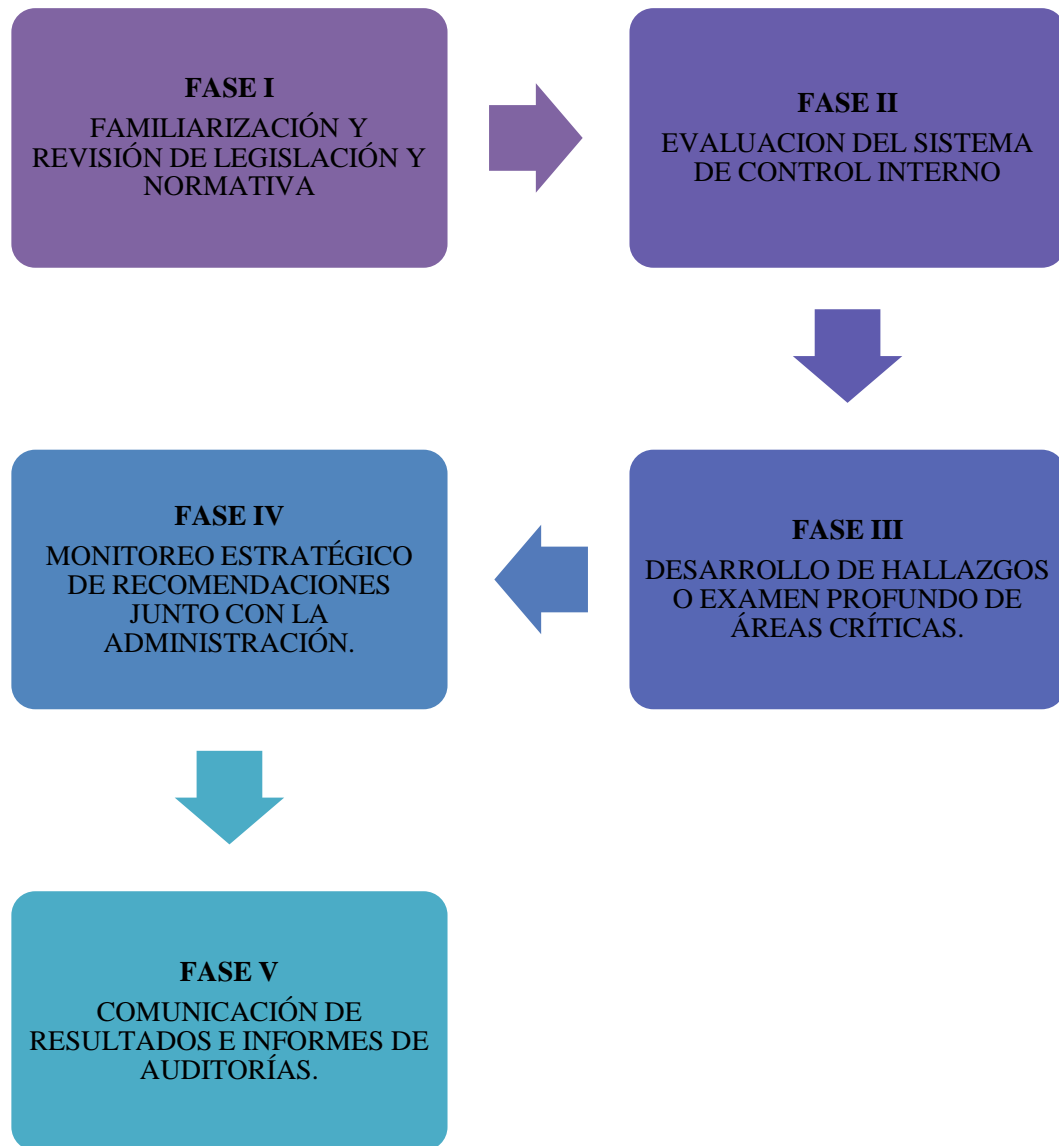 FASE I
FAMILIARIZACIÓN Y
REVISIÓN DE LEGISLACIÓN Y
NORMATIVA
FASE II
EVALUACION DEL SISTEMA
DE CONTROL INTERNO
FASE III
DESARROLLO DE HALLAZGOS
O EXAMEN PROFUNDO DE
ÁREAS CRÍTICAS.
FASE IV
MONITOREO ESTRATÉGICO
DE RECOMENDACIONES
JUNTO CON LA
ADMINISTRACIÓN.
FASE V
COMUNICACIÓN DE
RESULTADOS E INFORMES DE
AUDITORÍAS.